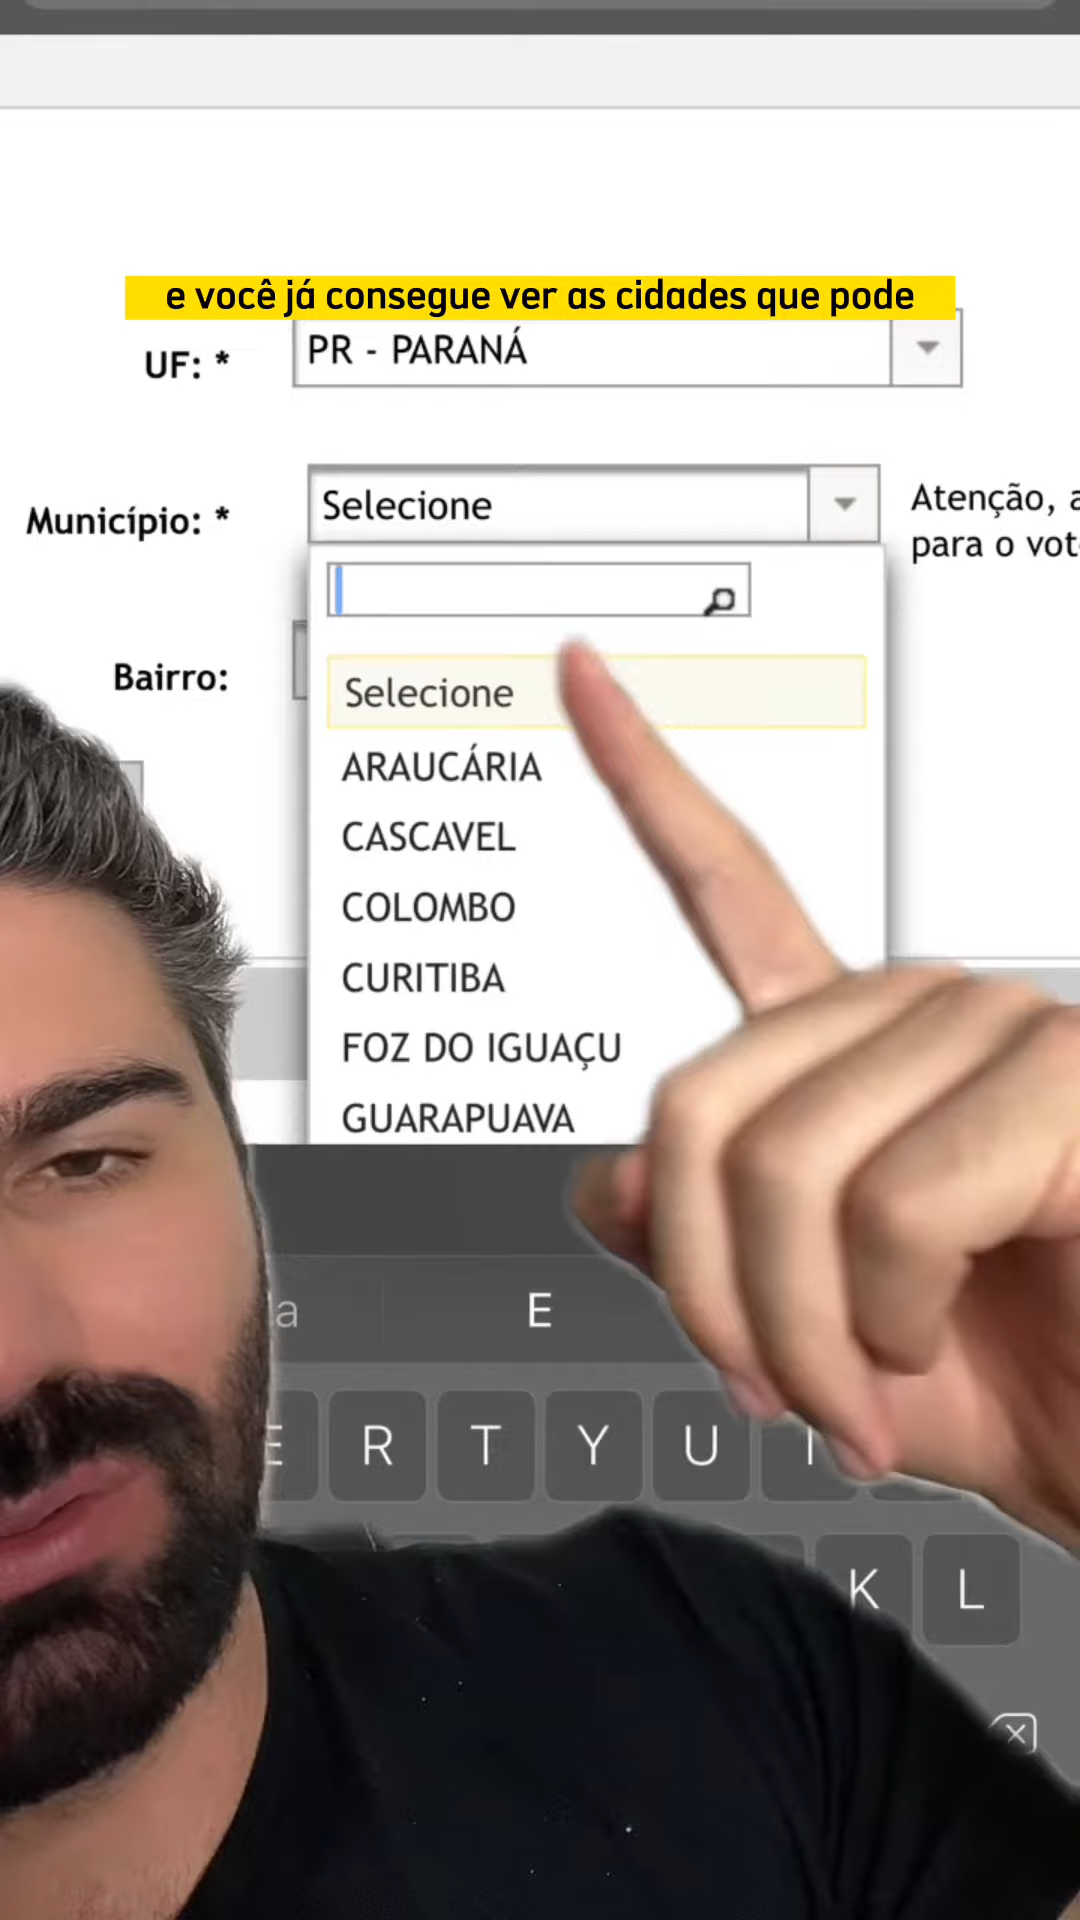 e você já consegue ver as cidades que pode
UF: *
PR - PARANÁ
Município: *
Selecione
Atenção, a
para o vot
Bairro:
Selecione
ARAUCÁRIA
CASCAVEL
COLOMBO
CURITIBA
FOZ DO IGUAÇU
GUARAPUAVA
a
E
E R T Y U I
K L